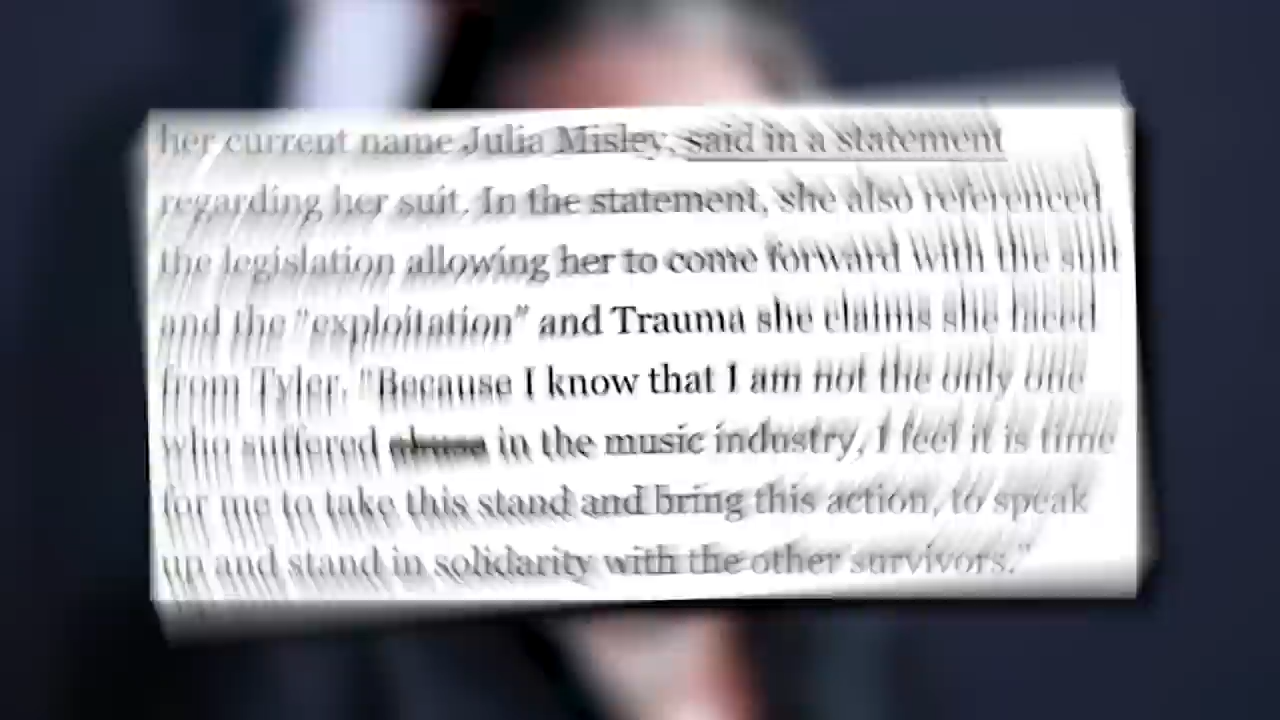 her current name Julia Misley, said in a statement
regarding her suit. In the statement, she also referenced
the legislation allowing her to come forward with the suit
and the "exploitation" and Trauma she claims she faced
from Tyler. "Because I know that I am not the only one
who suffered abuse in the music industry, I feel it is time
for me to take this stand and bring this action, to speak
up and stand in solidarity with the other survivors."